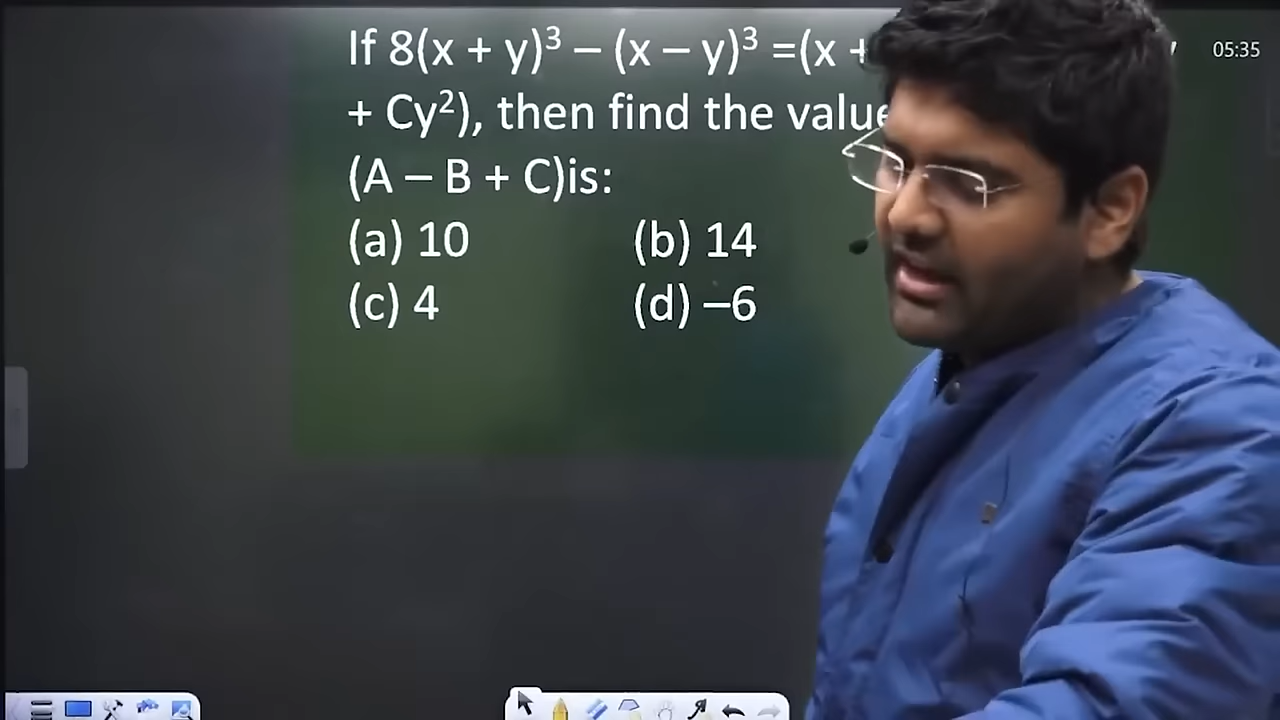 If 8(x + y)³ – (x – y)³ =(x +
05:35
+ Cy²), then find the value
(A – B + C)is:
(a) 10 (b) 14
(c) 4 (d) –6